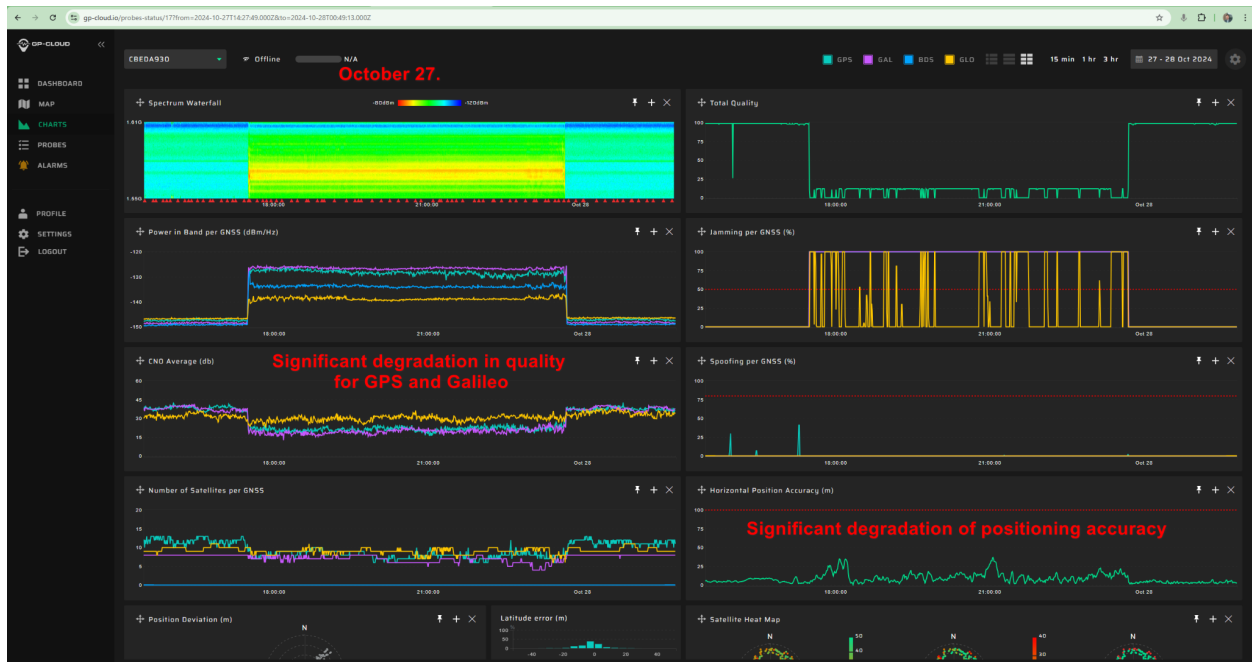 gp-cloud.io/probes-status/17?from=2024-10-27T14:27:49.000Z&to=2024-10-28T00:49:13.000Z
GP-CLOUD
CBEDA93D
Offline
N/A
GPS
GAL
BDS
GLO
15 min 1 hr 3 hr
27 - 28 Oct 2024
October 27.
DASHBOARD
MAP
CHARTS
PROBES
ALARMS
PROFILE
SETTINGS
LOGOUT
Spectrum Waterfall
-80dBm
-120dBm
1.61G
1.55G
18:00:00
21:00:00
Oct 28
Total Quality
100
75
50
25
0
18:00:00
21:00:00
Oct 28
Power in Band per GNSS (dBm/Hz)
-120
-130
-140
-150
18:00:00
21:00:00
Oct 28
Jamming per GNSS (%)
100
75
50
25
0
18:00:00
21:00:00
Oct 28
CNO Average (db)
Significant degradation in quality
for GPS and Galileo
60
45
30
15
0
18:00:00
21:00:00
Oct 28
Spoofing per GNSS (%)
100
75
50
25
0
18:00:00
21:00:00
Oct 28
Number of Satellites per GNSS
20
15
10
5
0
18:00:00
21:00:00
Oct 28
Horizontal Position Accuracy (m)
Significant degradation of positioning accuracy
100
75
50
25
0
18:00:00
21:00:00
Oct 28
Position Deviation (m)
N
Latitude error (m)
100
50
0
-40
-20
0
20
40
Satellite Heat Map
N
50
40
N
40
30
N